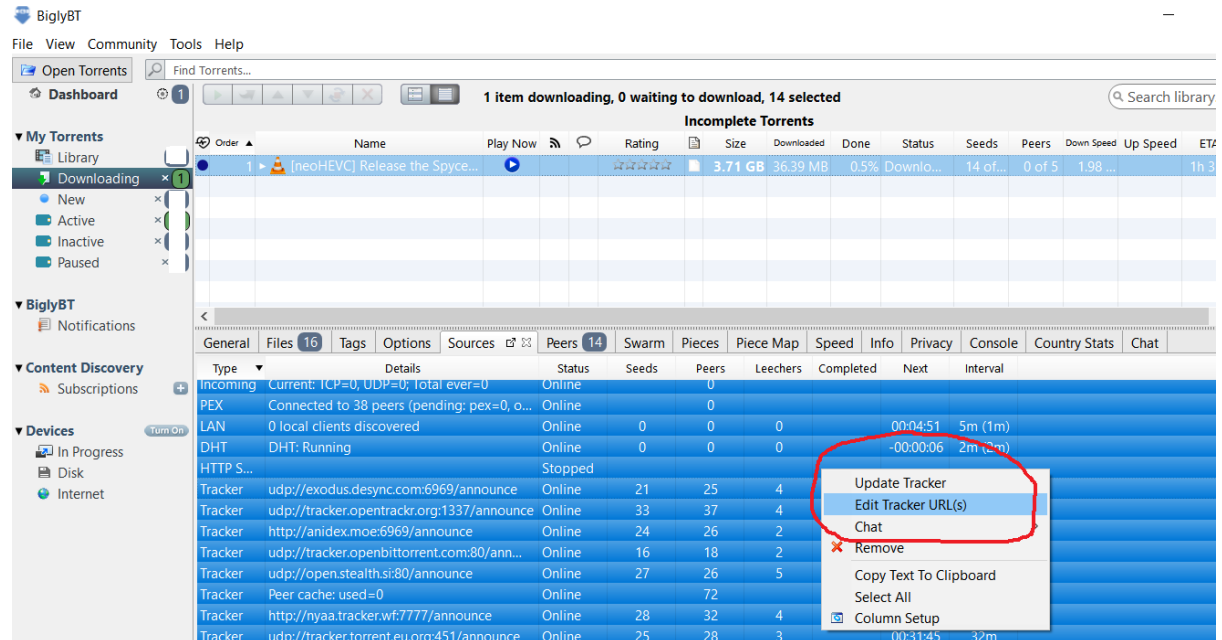 BiglyBT
File View Community Tools Help
Open Torrents Find Torrents...
Dashboard 1
1 item downloading, 0 waiting to download, 14 selected
Search library
Incomplete Torrents
My Torrents
Library
Downloading 1
New
Active
Inactive
Paused
BiglyBT
Notifications
Content Discovery
Subscriptions
Devices Turn On
In Progress
Disk
Internet
Order Name Play Now Rating Size Downloaded Done Status Seeds Peers Down Speed Up Speed ETA
1 [neoHEVC] Release the Spyce... 3.71 GB 36.39 MB 0.5% Downlo... 14 of... 0 of 5 1.98 ... 1h 3
General Files 16 Tags Options Sources Peers 14 Swarm Pieces Piece Map Speed Info Privacy Console Country Stats Chat
Type Details Status Seeds Peers Leechers Completed Next Interval
Incoming Current: TCP=0, UDP=0; Total ever=0 Online 0
PEX Connected to 38 peers (pending: pex=0, o... Online 0
LAN 0 local clients discovered Online 0 0 0 00:04:51 5m (1m)
DHT DHT: Running Online 0 0 0 -00:00:06 2m (2m)
HTTP S... Stopped
Tracker udp://exodus.desync.com:6969/announce Online 21 25 4
Tracker udp://tracker.opentrackr.org:1337/announce Online 33 37 4
Tracker http://anidex.moe:6969/announce Online 24 26 2
Tracker udp://tracker.openbittorrent.com:80/ann... Online 16 18 2
Tracker udp://open.stealth.si:80/announce Online 27 26 5
Tracker Peer cache: used=0 Online 72
Tracker http://nyaa.tracker.wf:7777/announce Online 28 32 4
Tracker udp://tracker.torrent.eu.org:451/announce Online 25 28 3 00:31:45 32m
Update Tracker
Edit Tracker URL(s)
Chat
Remove
Copy Text To Clipboard
Select All
Column Setup